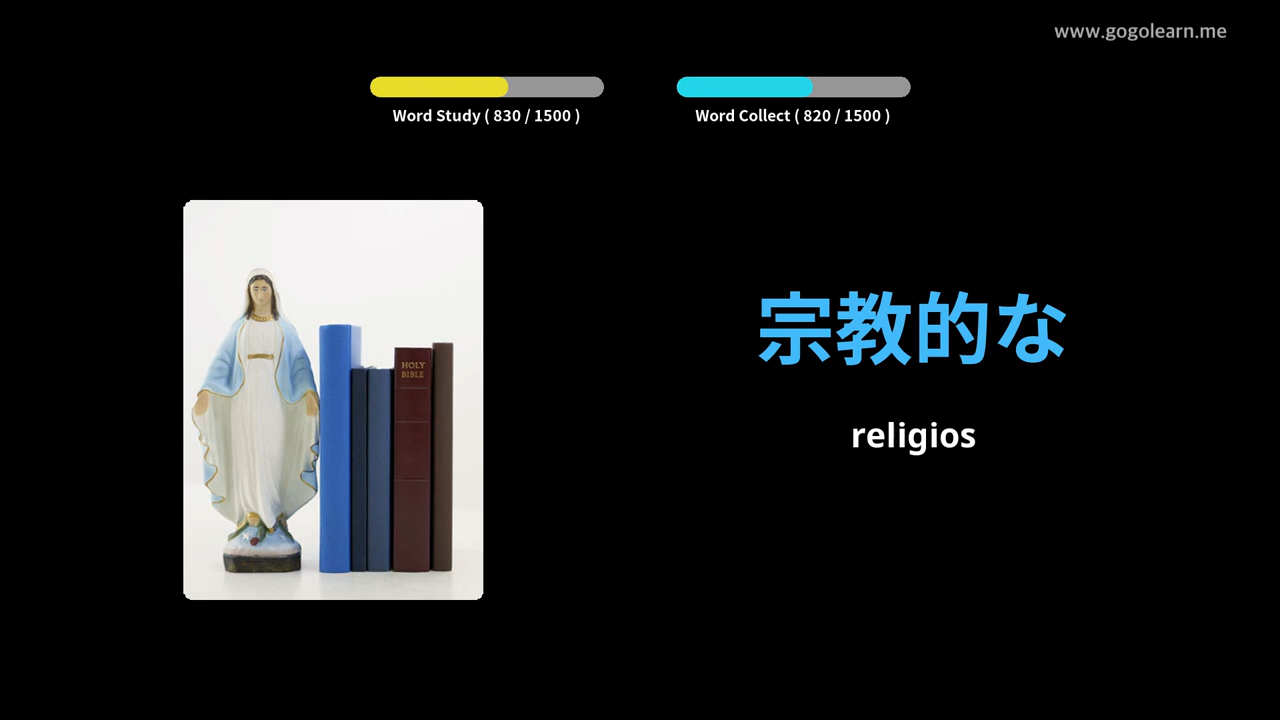 www.gogolearn.me
Word Study ( 830 / 1500 )
Word Collect ( 820 / 1500 )
HOLY
BIBLE
宗教的な
religios